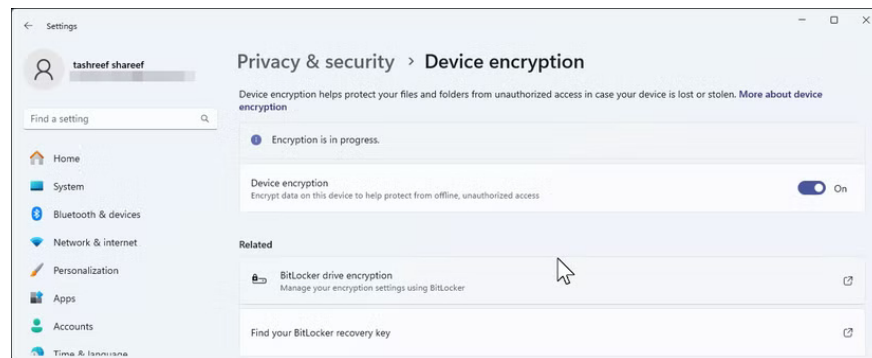 Settings
tashreef shareef
Find a setting
Home
System
Bluetooth & devices
Network & internet
Personalization
Apps
Accounts
Time & language
Privacy & security > Device encryption
Device encryption helps protect your files and folders from unauthorized access in case your device is lost or stolen. More about device
encryption
Encryption is in progress.
Device encryption
Encrypt data on this device to help protect from offline, unauthorized access
On
Related
BitLocker drive encryption
Manage your encryption settings using BitLocker
Find your BitLocker recovery key